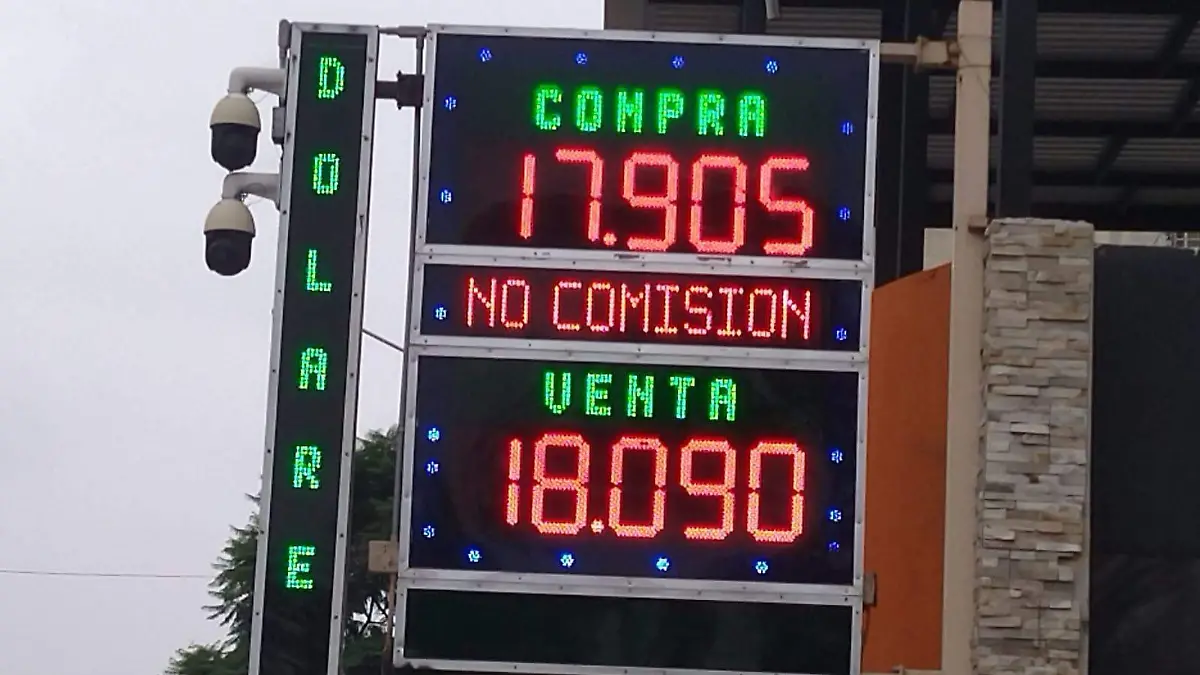 DOLARE
COMPRA
17.905
NO COMISION
VENTA
18.090